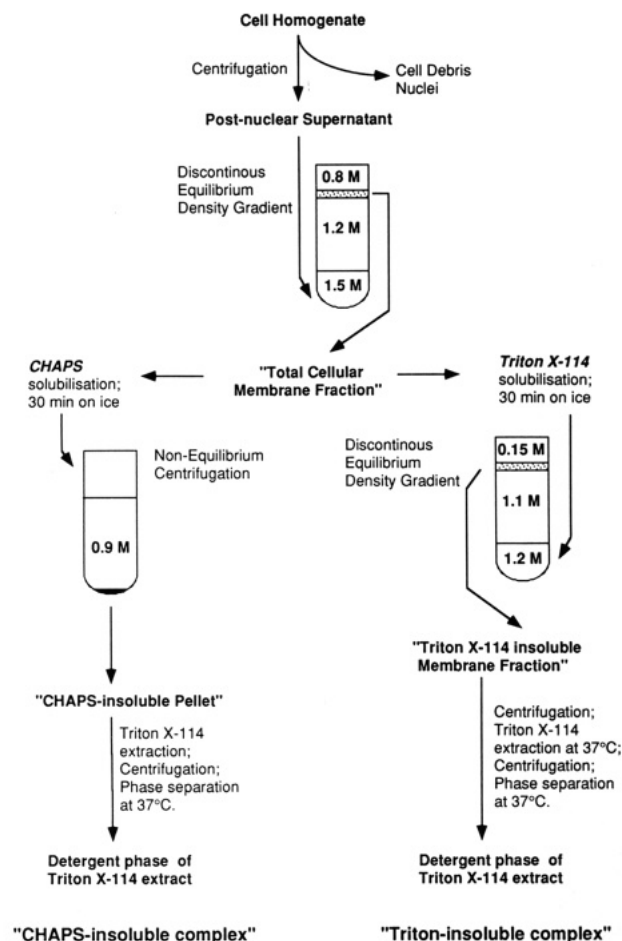 Cell Homogenate
Centrifugation
Cell Debris
Nuclei
Post-nuclear Supernatant
Discontinous
Equilibrium
Density Gradient
0.8 M
1.2 M
1.5 M
"Total Cellular
Membrane Fraction"
CHAPS
solubilisation;
30 min on ice
Triton X-114
solubilisation;
30 min on ice
Non-Equilibrium
Centrifugation
0.9 M
Discontinous
Equilibrium
Density Gradient
0.15 M
1.1 M
1.2 M
"CHAPS-insoluble Pellet"
"Triton X-114 insoluble
Membrane Fraction"
Triton X-114
extraction;
Centrifugation;
Phase separation
at 37°C.
Centrifugation;
Triton X-114
extraction at 37°C;
Centrifugation;
Phase separation
at 37°C.
Detergent phase of
Triton X-114 extract
Detergent phase of
Triton X-114 extract
"CHAPS-insoluble complex"
"Triton-insoluble complex"